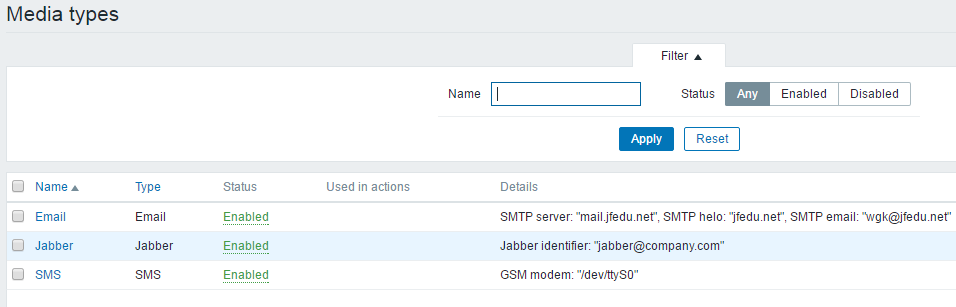 Media types
Filter ▲
Name Status Any Enabled Disabled
Apply Reset
Name ▲ Type Status Used in actions Details
Email Email Enabled SMTP server: "mail.jfedu.net", SMTP helo: "jfedu.net", SMTP email: "wgk@jfedu.net"
Jabber Jabber Enabled Jabber identifier: "jabber@company.com"
SMS SMS Enabled GSM modem: "/dev/ttyS0"